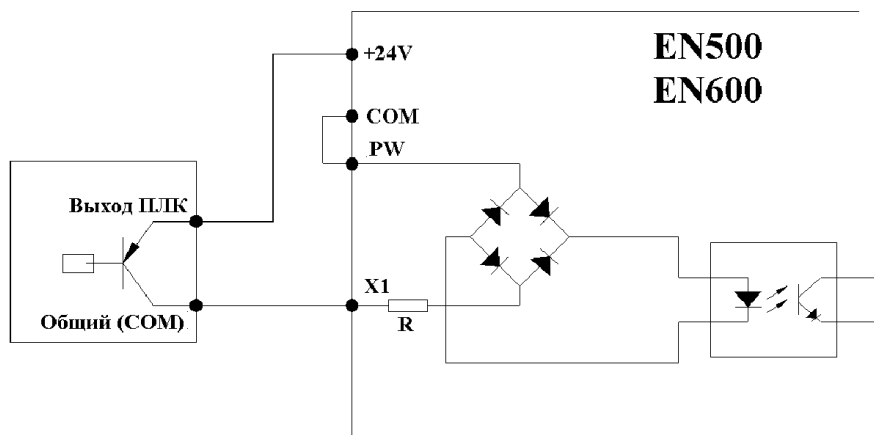 EN500
EN600
+24V
COM
PW
Выход ПЛК
X1
Общий (COM)
R